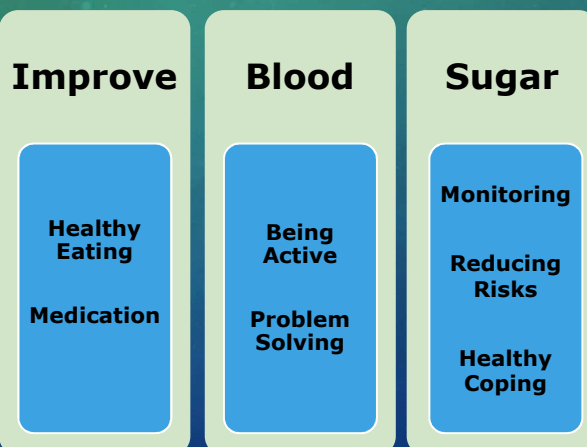 Improve
Healthy
Eating
Medication
Blood
Being
Active
Problem
Solving
Sugar
Monitoring
Reducing
Risks
Healthy
Coping